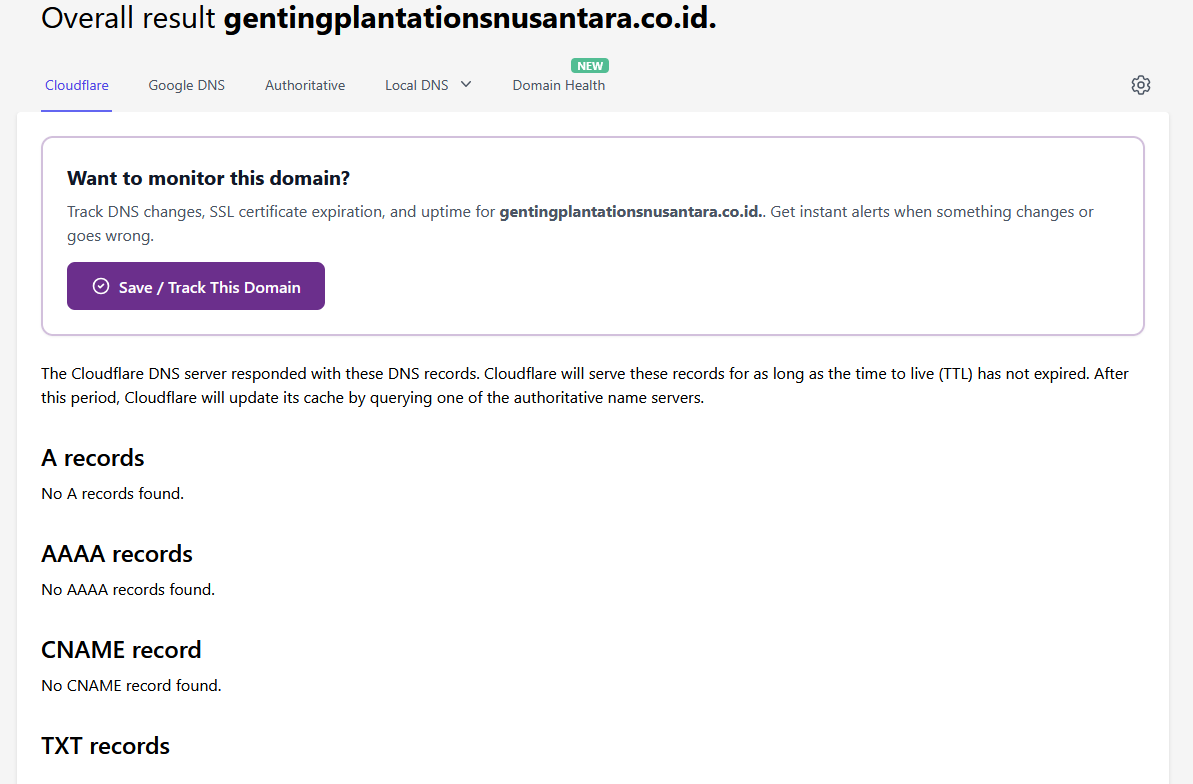 Overall result gentingplantationsnusantara.co.id.
NEW
Cloudflare Google DNS Authoritative Local DNS Domain Health
Want to monitor this domain?
Track DNS changes, SSL certificate expiration, and uptime for gentingplantationsnusantara.co.id.. Get instant alerts when something changes or
goes wrong.
Save / Track This Domain
The Cloudflare DNS server responded with these DNS records. Cloudflare will serve these records for as long as the time to live (TTL) has not expired. After
this period, Cloudflare will update its cache by querying one of the authoritative name servers.
A records
No A records found.
AAAA records
No AAAA records found.
CNAME record
No CNAME record found.
TXT records